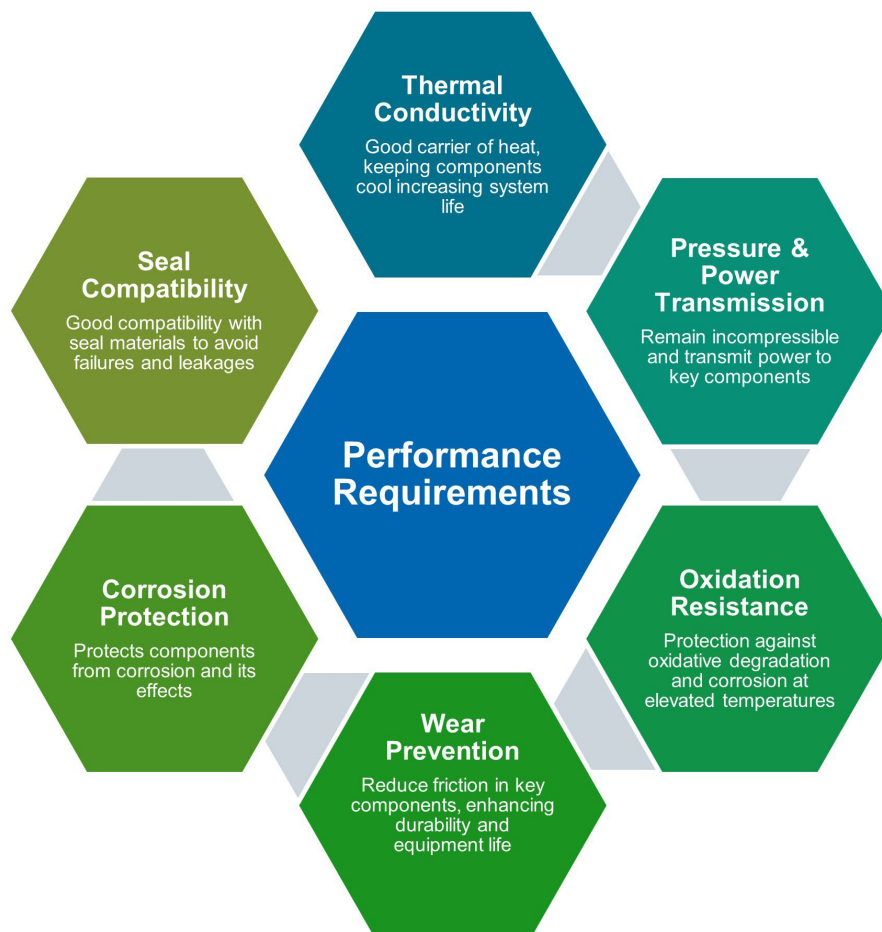 Thermal
Conductivity
Good carrier of heat,
keeping components
cool increasing system
life
Pressure &
Power
Transmission
Remain incompressible
and transmit power to
key components
Oxidation
Resistance
Protection against
oxidative degradation
and corrosion at
elevated temperatures
Wear
Prevention
Reduce friction in key
components, enhancing
durability and
equipment life
Corrosion
Protection
Protects components
from corrosion and its
effects
Seal
Compatibility
Good compatibility with
seal materials to avoid
failures and leakages
Performance
Requirements